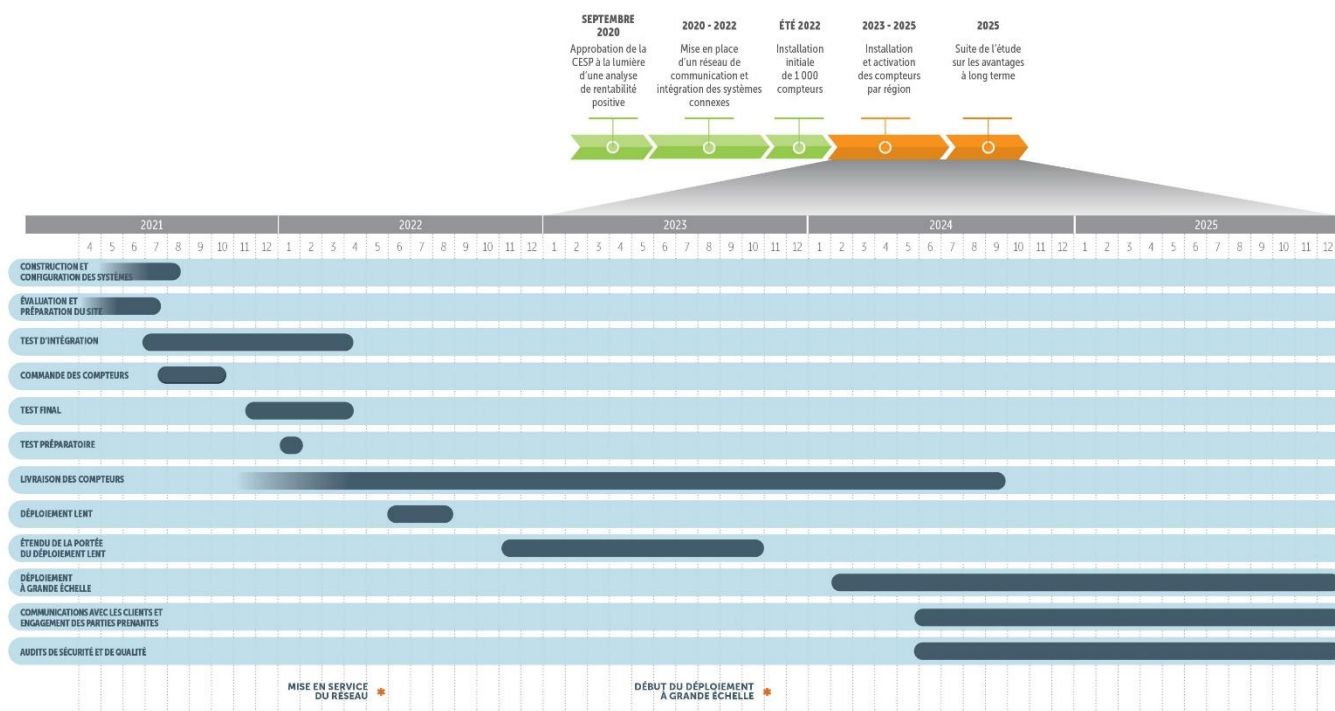 SEPTEMBRE
2020
Approbation de la
CESP à la lumière
d'une analyse
de rentabilité
positive
2020 - 2022
Mise en place
d'un réseau de
communication et
intégration des systèmes
connexes
ÉTÉ 2022
Installation
initiale
de 1 000
compteurs
2023 - 2025
Installation
et activation
des compteurs
par région
2025
Suite de l'étude
sur les avantages
à long terme
2021 2022 2023 2024 2025
4 5 6 7 8 9 10 11 12 1 2 3 4 5 6 7 8 9 10 11 12 1 2 3 4 5 6 7 8 9 10 11 12 1 2 3 4 5 6 7 8 9 10 11 12 1 2 3 4 5 6 7 8 9 10 11 12
CONSTRUCTION ET
CONFIGURATION DES SYSTÈMES
ÉVALUATION ET
PRÉPARATION DU SITE
TEST D'INTÉGRATION
COMMANDE DES COMPTEURS
TEST FINAL
TEST PRÉPARATOIRE
LIVRAISON DES COMPTEURS
DÉPLOIEMENT LENT
ÉTENDU DE LA PORTÉE
DU DÉPLOIEMENT LENT
DÉPLOIEMENT
À GRANDE ÉCHELLE
COMMUNICATIONS AVEC LES CLIENTS ET
ENGAGEMENT DES PARTIES PRENANTES
AUDITS DE SÉCURITÉ ET DE QUALITÉ
MISE EN SERVICE
DU RÉSEAU *
DÉBUT DU DÉPLOIEMENT
À GRANDE ÉCHELLE *